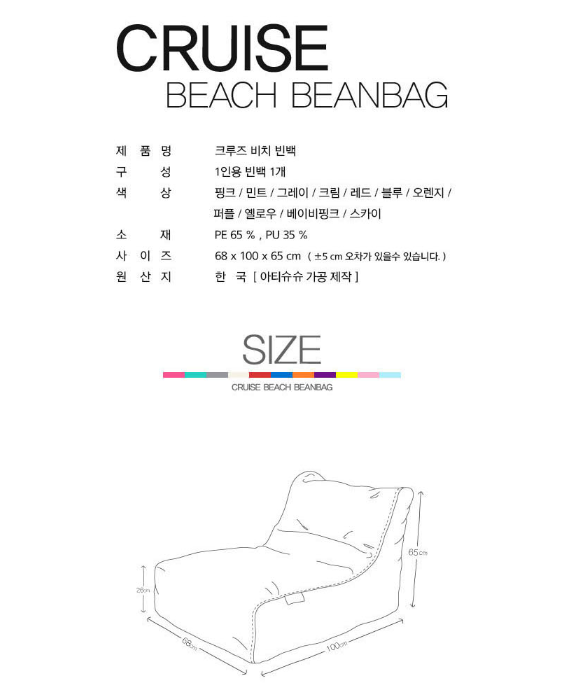 CRUISE
BEACH BEANBAG
제 품 명 크루즈 비치 빈백
구 성 1인용 빈백 1개
색 상 핑크 / 민트 / 그레이 / 크림 / 레드 / 블루 / 오렌지 /
퍼플 / 옐로우 / 베이비핑크 / 스카이
소 재 PE 65 % , PU 35 %
사 이 즈 68 x 100 x 65 cm ( ±5 cm 오차가 있을수 있습니다. )
원 산 지 한 국 [ 아티슈슈 가공 제작 ]
SIZE
CRUISE BEACH BEANBAG
65cm
68cm
100cm